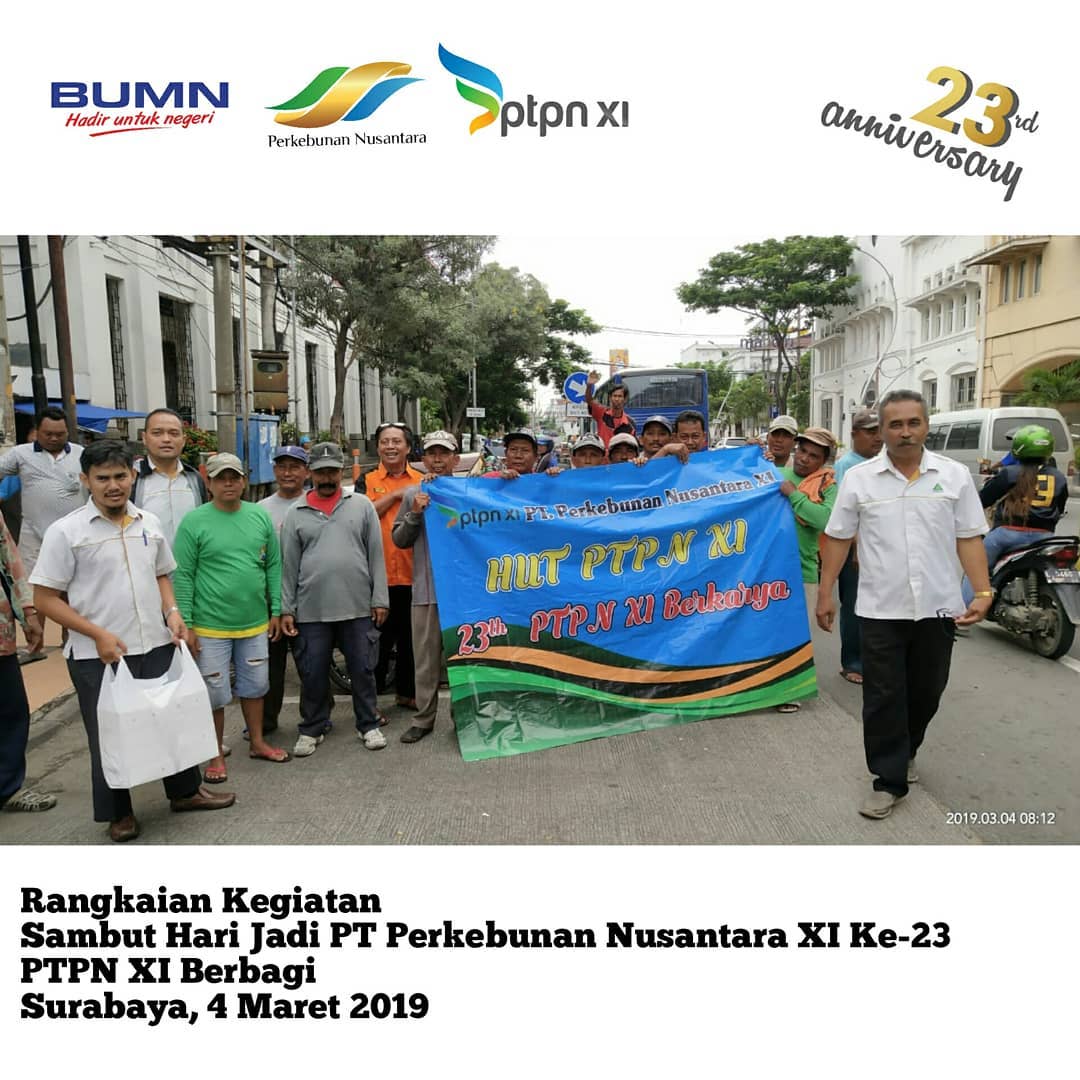 BUMN
Hadir untuk negeri
Perkebunan Nusantara
ptpn XI
23rd
anniversary
ptpn XI PT. Perkebunan Nusantara XI
HUT PTPN XI
23th PTPN XI Berkarya
2019.03.04 08:12
Rangkaian Kegiatan
Sambut Hari Jadi PT Perkebunan Nusantara XI Ke-23
PTPN XI Berbagi
Surabaya, 4 Maret 2019